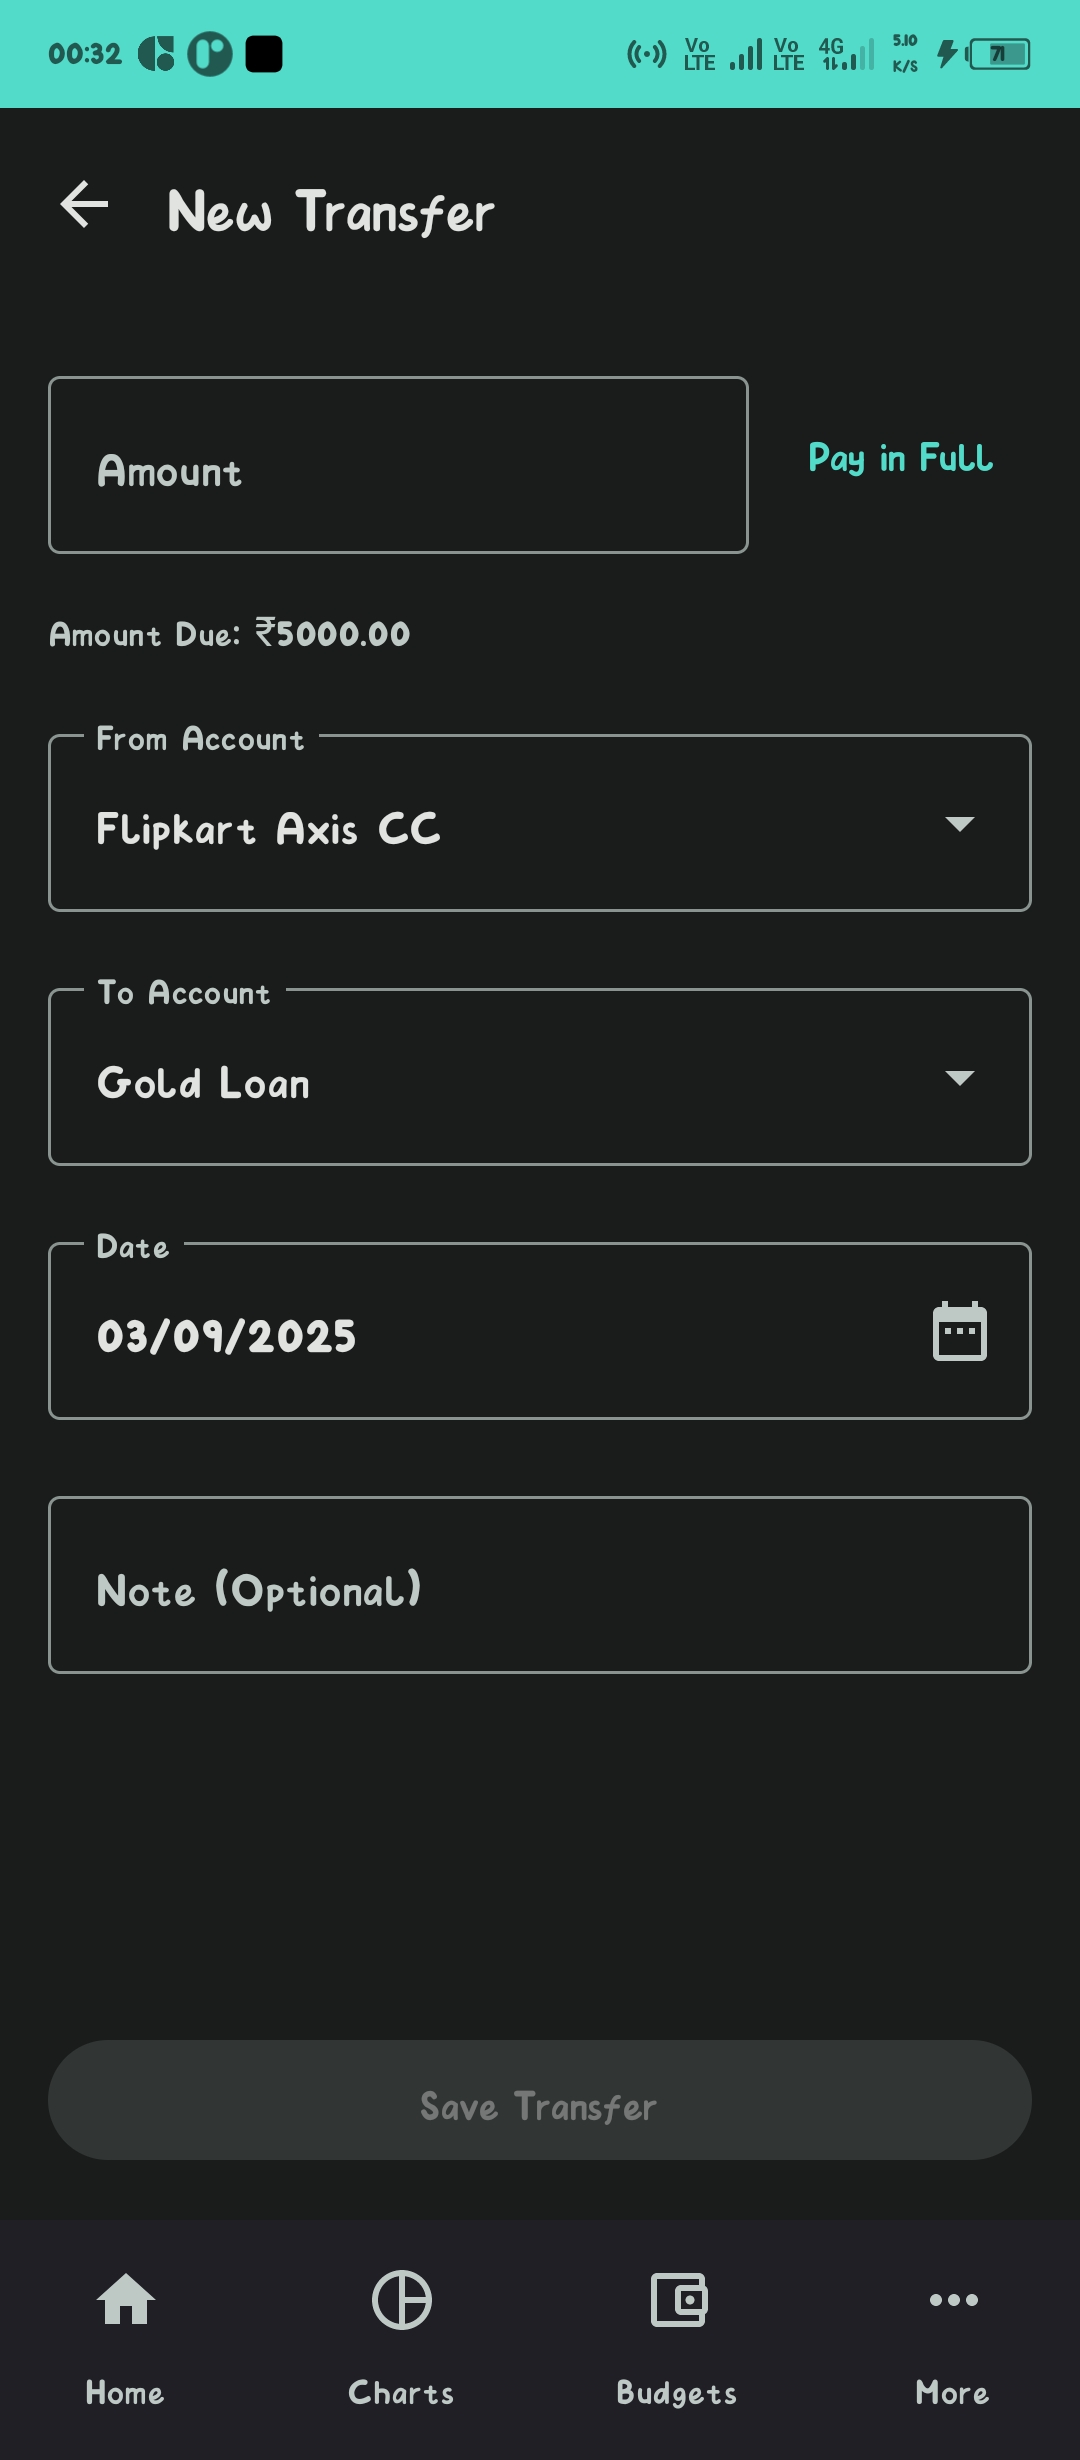 00:32 Vo LTE Vo LTE 4G 5.10 K/S 71
New Transfer
Amount
Pay in Full
Amount Due: ₹5000.00
From Account
Flipkart Axis CC
To Account
Gold Loan
Date
03/09/2025
Note (Optional)
Save Transfer
Home Charts Budgets More